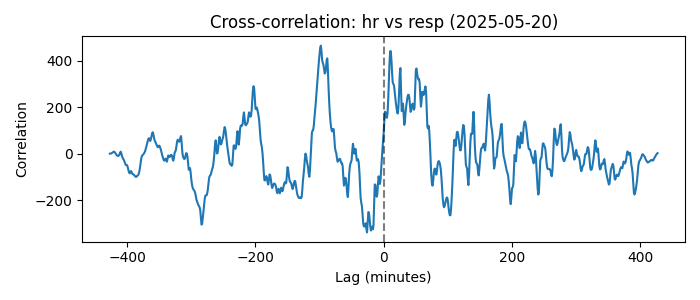 Cross-correlation: hr vs resp (2025-05-20)
Correlation
400
200
0
−200
−400 −200 0 200 400
Lag (minutes)